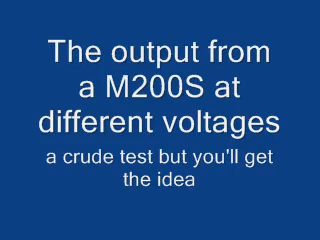 The output from
a M200S at
different voltages
a crude test but you'll get
the idea